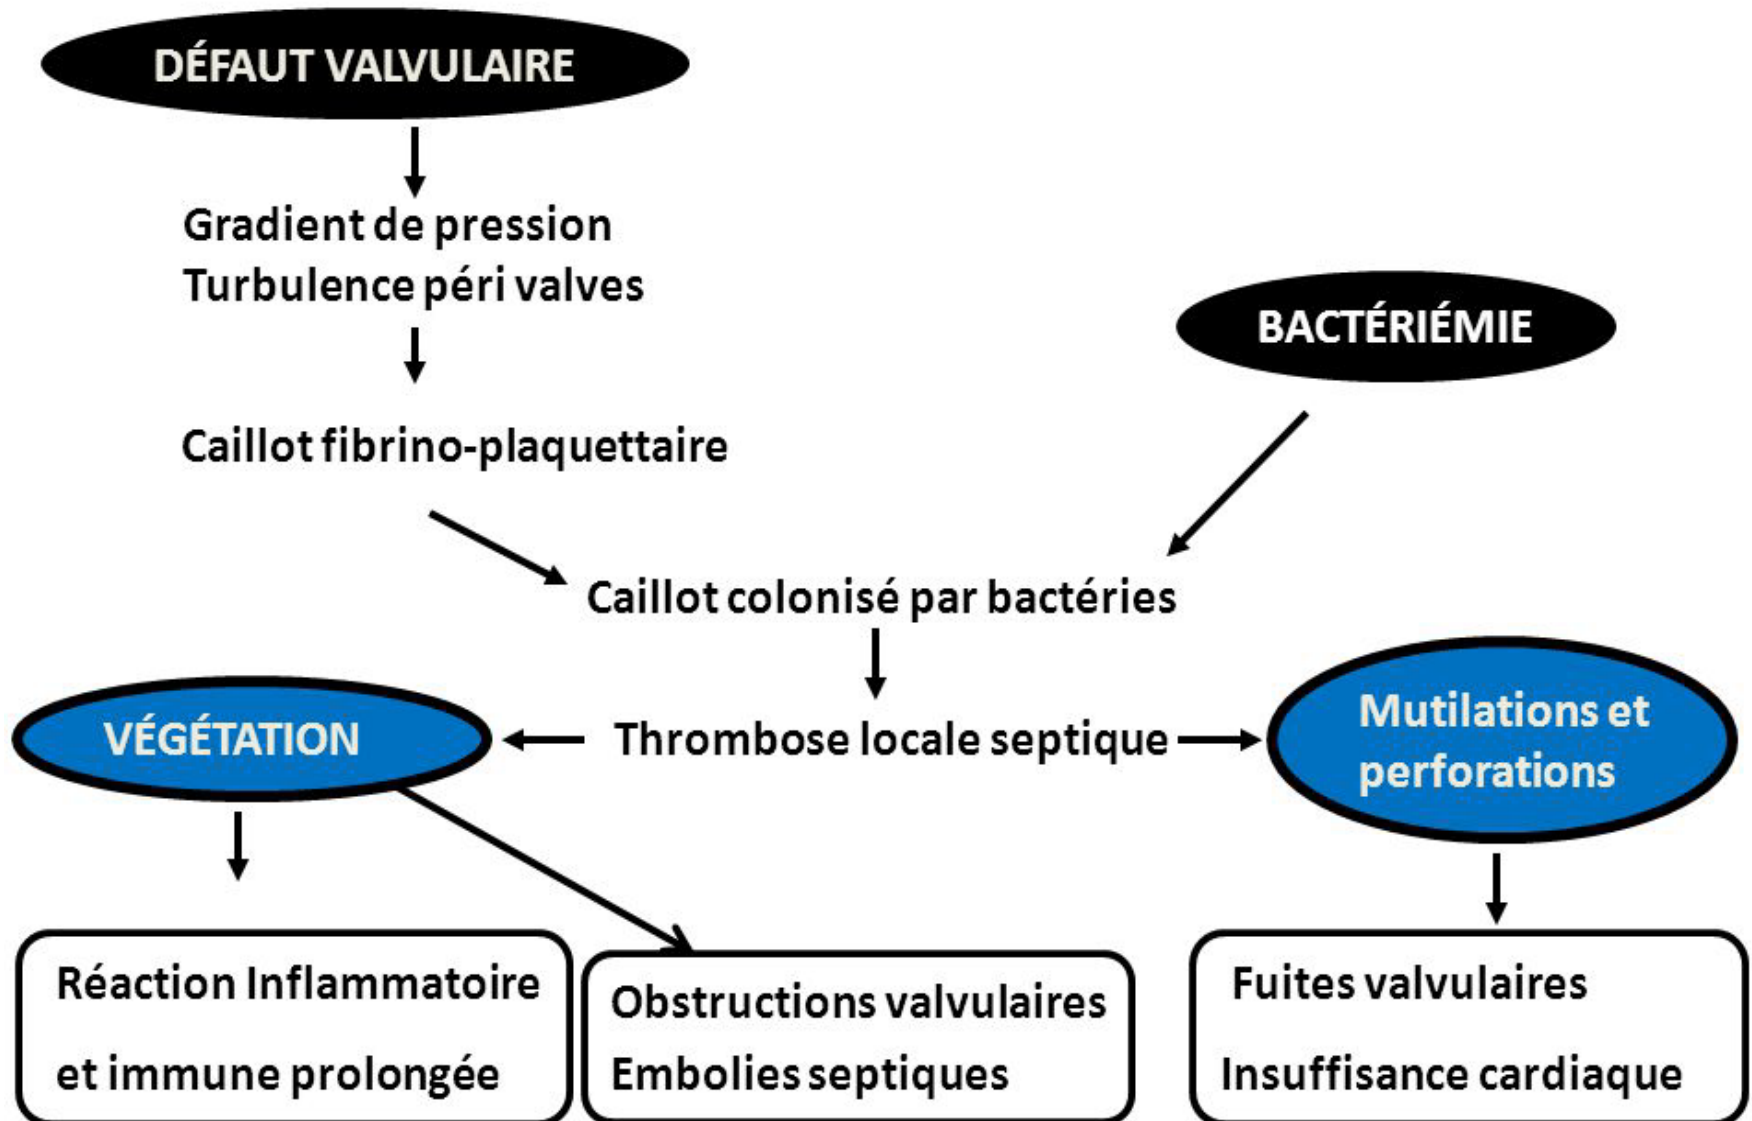 DÉFAUT VALVULAIRE
Gradient de pression
Turbulence péri valves
BACTÉRIÉMIE
Caillot fibrino-plaquettaire
Caillot colonisé par bactéries
VÉGÉTATION
Thrombose locale septique
Mutilations et
perforations
Réaction Inflammatoire
et immune prolongée
Obstructions valvulaires
Embolies septiques
Fuites valvulaires
Insuffisance cardiaque